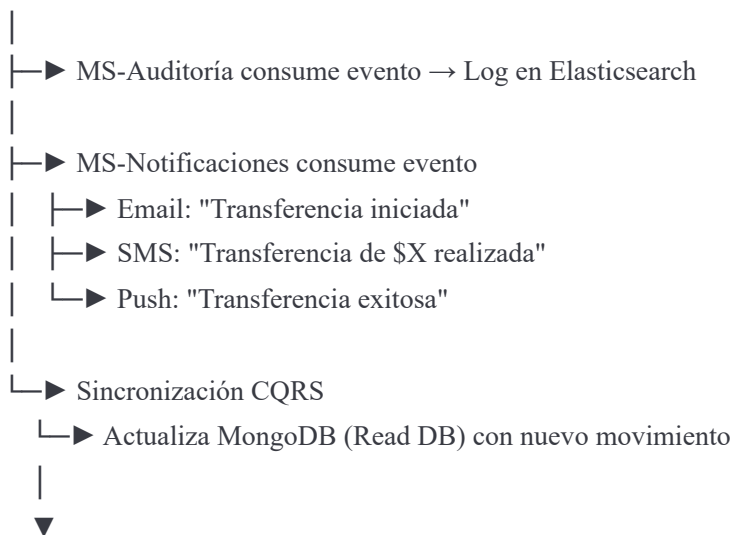 MS-Auditoría consume evento → Log en Elasticsearch
MS-Notificaciones consume evento
Email: "Transferencia iniciada"
SMS: "Transferencia de $X realizada"
Push: "Transferencia exitosa"
Sincronización CQRS
Actualiza MongoDB (Read DB) con nuevo movimiento